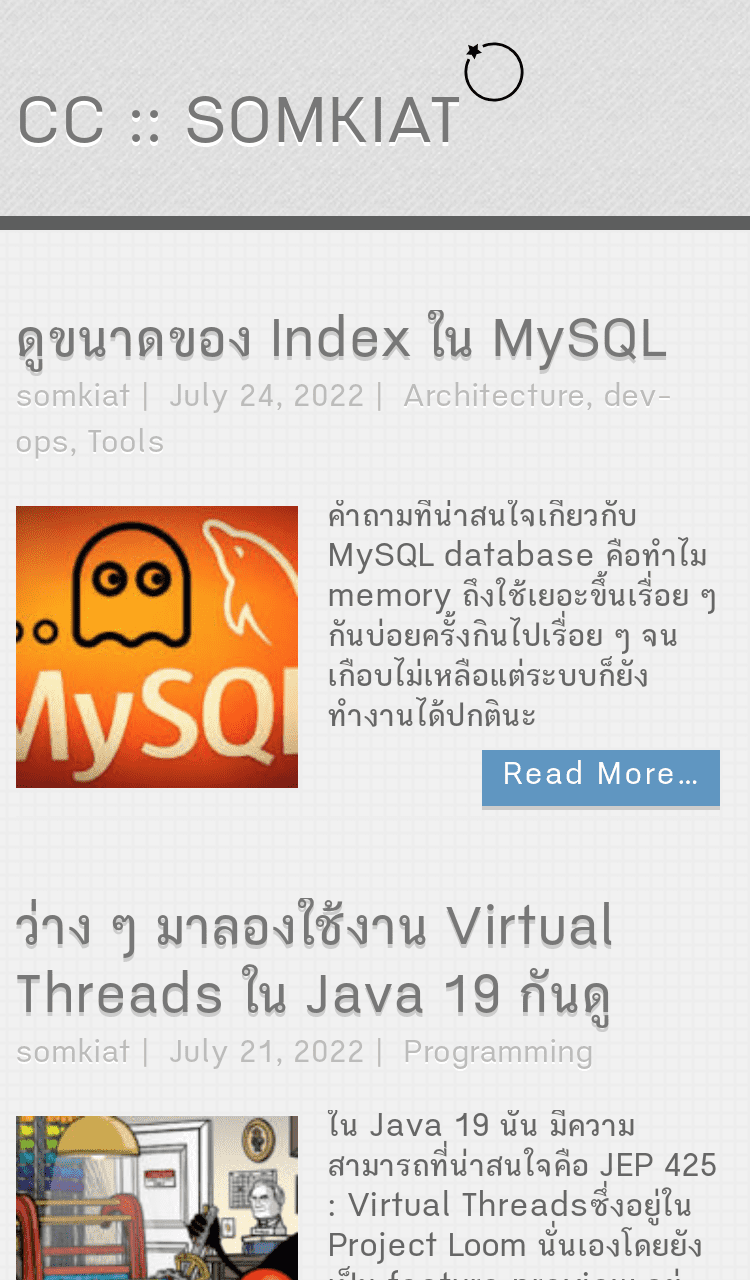 CC :: SOMKIAT
ดูขนาดของ Index ใน MySQL
somkiat | July 24, 2022 | Architecture, dev-
ops, Tools
คำถามที่น่าสนใจเกี่ยวกับ
MySQL database คือทำไม
memory ถึงใช้เยอะขึ้นเรื่อย ๆ
กันบ่อยครั้งกินไปเรื่อย ๆ จน
เกือบไม่เหลือแต่ระบบก็ยัง
ทำงานได้ปกตินะ
MySQL
Read More…
ว่าง ๆ มาลองใช้งาน Virtual
Threads ใน Java 19 กันดู
somkiat | July 21, 2022 | Programming
ใน Java 19 นั้น มีความ
สามารถที่น่าสนใจคือ JEP 425
: Virtual Threadsซึ่งอยู่ใน
Project Loom นั่นเองโดยยัง
เป็น feature preview อยู่